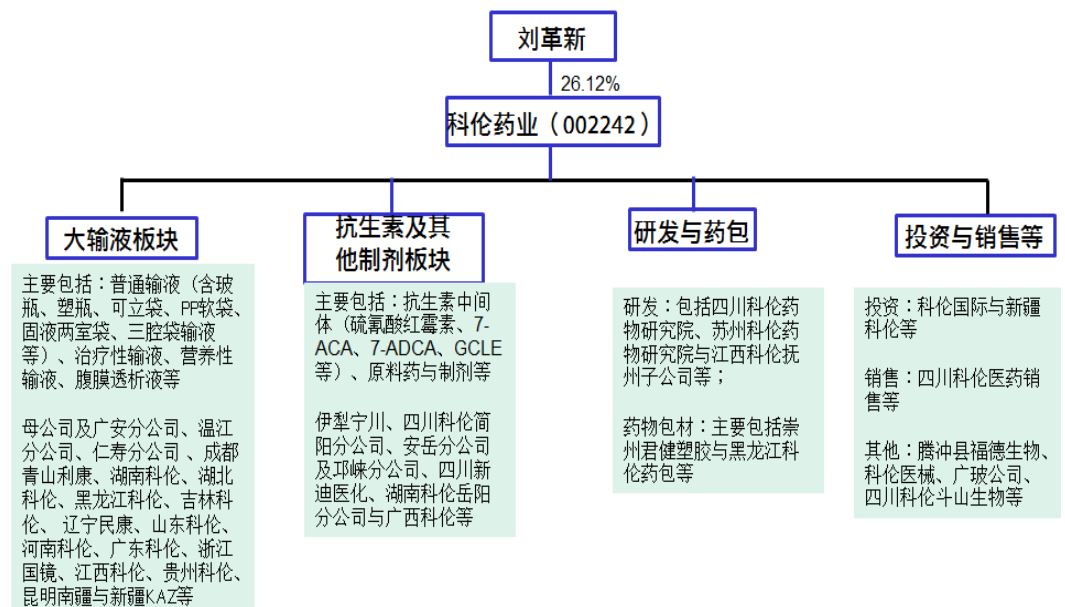 刘革新
26.12%
科伦药业（002242）
大输液板块
主要包括：普通输液（含玻
瓶、塑瓶、可立袋、PP软袋、
固液两室袋、三腔袋输液
等）、治疗性输液、营养性
输液、腹膜透析液等
母公司及广安分公司、温江
分公司、仁寿分公司 、成都
青山利康、湖南科伦、湖北
科伦、黑龙江科伦、吉林科
伦、 辽宁民康、山东科伦、
河南科伦、广东科伦、浙江
国镜、江西科伦、贵州科伦、
昆明南疆与新疆KAZ等
抗生素及其
他制剂板块
主要包括：抗生素中间
体（硫氰酸红霉素、7-
ACA、7-ADCA、GCLE
等）、原料药与制剂等
伊犁宁川、四川科伦简
阳分公司、安岳分公司
及邛崃分公司、四川新
迪医化、湖南科伦岳阳
分公司与广西科伦等
研发与药包
研发：包括四川科伦药
物研究院、苏州科伦药
物研究院与江西科伦抚
州子公司等；
药物包材：主要包括崇
州君健塑胶与黑龙江科
伦药包等
投资与销售等
投资：科伦国际与新疆
科伦等
销售：四川科伦医药销
售等
其他：腾冲县福德生物、
科伦医械、广玻公司、
四川科伦斗山生物等